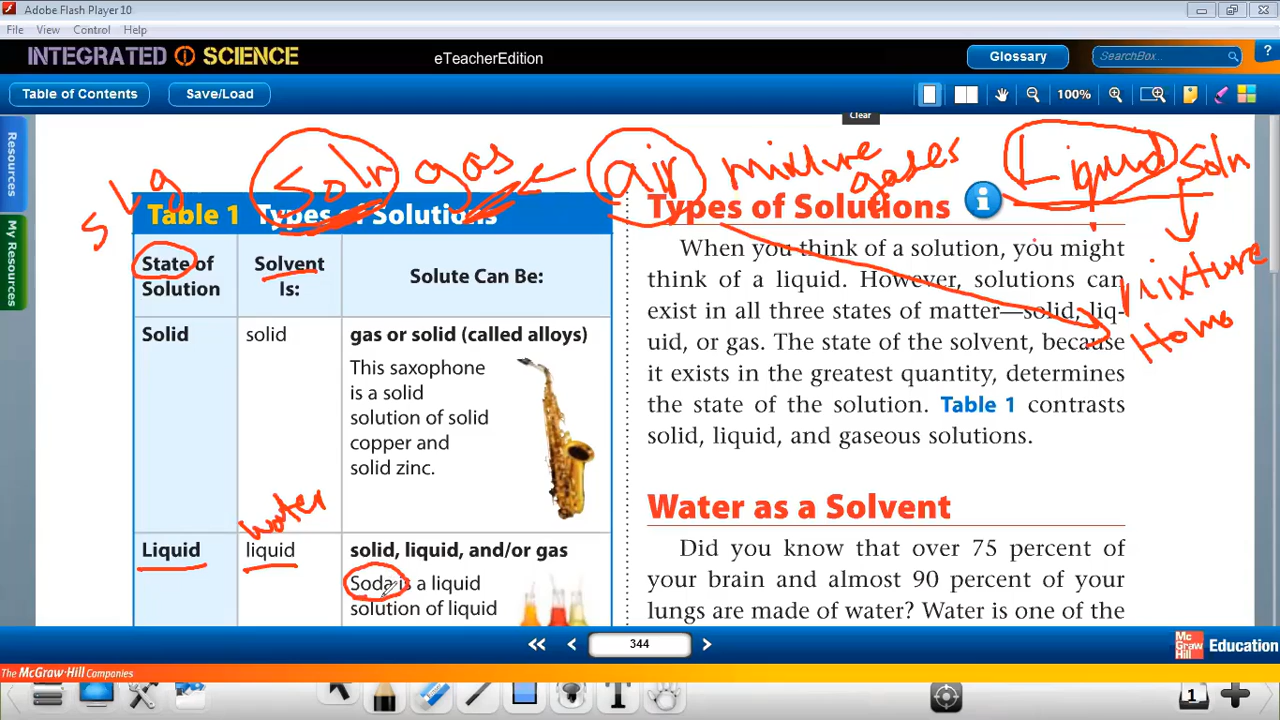 Adobe Flash Player 10
File View Control Help
INTEGRATED i SCIENCE
eTeacherEdition
Glossary
SearchBox...
?
Table of Contents
Save/Load
100%
Clear
Resources
My Resources
s L g
Soln gas ← air mixture gases
Liquid Soln
Mixture
Homo
Table 1 Types of Solutions
State of Solution
Solvent Is:
Solute Can Be:
Solid
solid
gas or solid (called alloys)
This saxophone
is a solid
solution of solid
copper and
solid zinc.
water
Liquid
liquid
solid, liquid, and/or gas
Soda is a liquid
solution of liquid
Types of Solutions
When you think of a solution, you might
think of a liquid. However, solutions can
exist in all three states of matter—solid, liq-
uid, or gas. The state of the solvent, because
it exists in the greatest quantity, determines
the state of the solution. Table 1 contrasts
solid, liquid, and gaseous solutions.
Water as a Solvent
Did you know that over 75 percent of
your brain and almost 90 percent of your
lungs are made of water? Water is one of the
344
Mc Graw Hill Education
The McGraw·Hill Companies
1